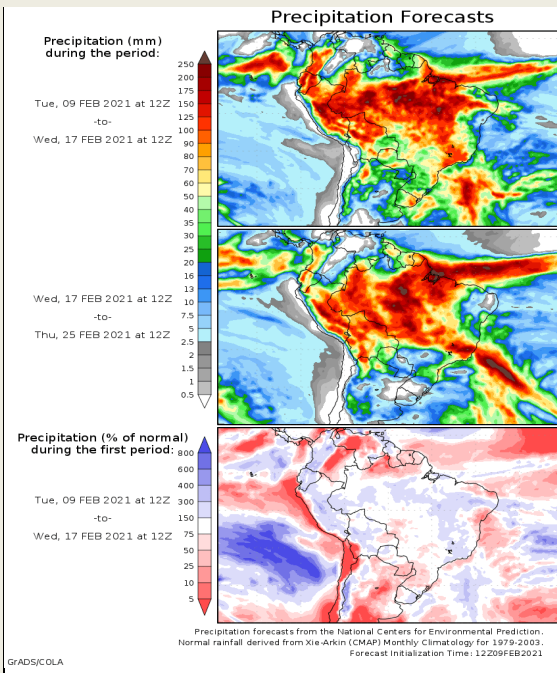 Precipitation Forecasts
Precipitation (mm)
during the period:
Tue, 09 FEB 2021 at 12Z
-to-
Wed, 17 FEB 2021 at 12Z
250
200
175
150
125
100
90
80
70
60
50
40
35
30
25
20
16
13
10
7.5
5
2.5
2
1.5
1
0.5
Wed, 17 FEB 2021 at 12Z
-to-
Thu, 25 FEB 2021 at 12Z
Precipitation (% of normal)
during the first period:
Tue, 09 FEB 2021 at 12Z
-to-
Wed, 17 FEB 2021 at 12Z
800
600
400
300
150
75
50
25
10
5
Precipitation forecasts from the National Centers for Environmental Prediction.
Normal rainfall derived from Xie-Arkin (CMAP) Monthly Climatology for 1979-2003.
Forecast Initialization Time: 12Z09FEB2021
GrADS/COLA